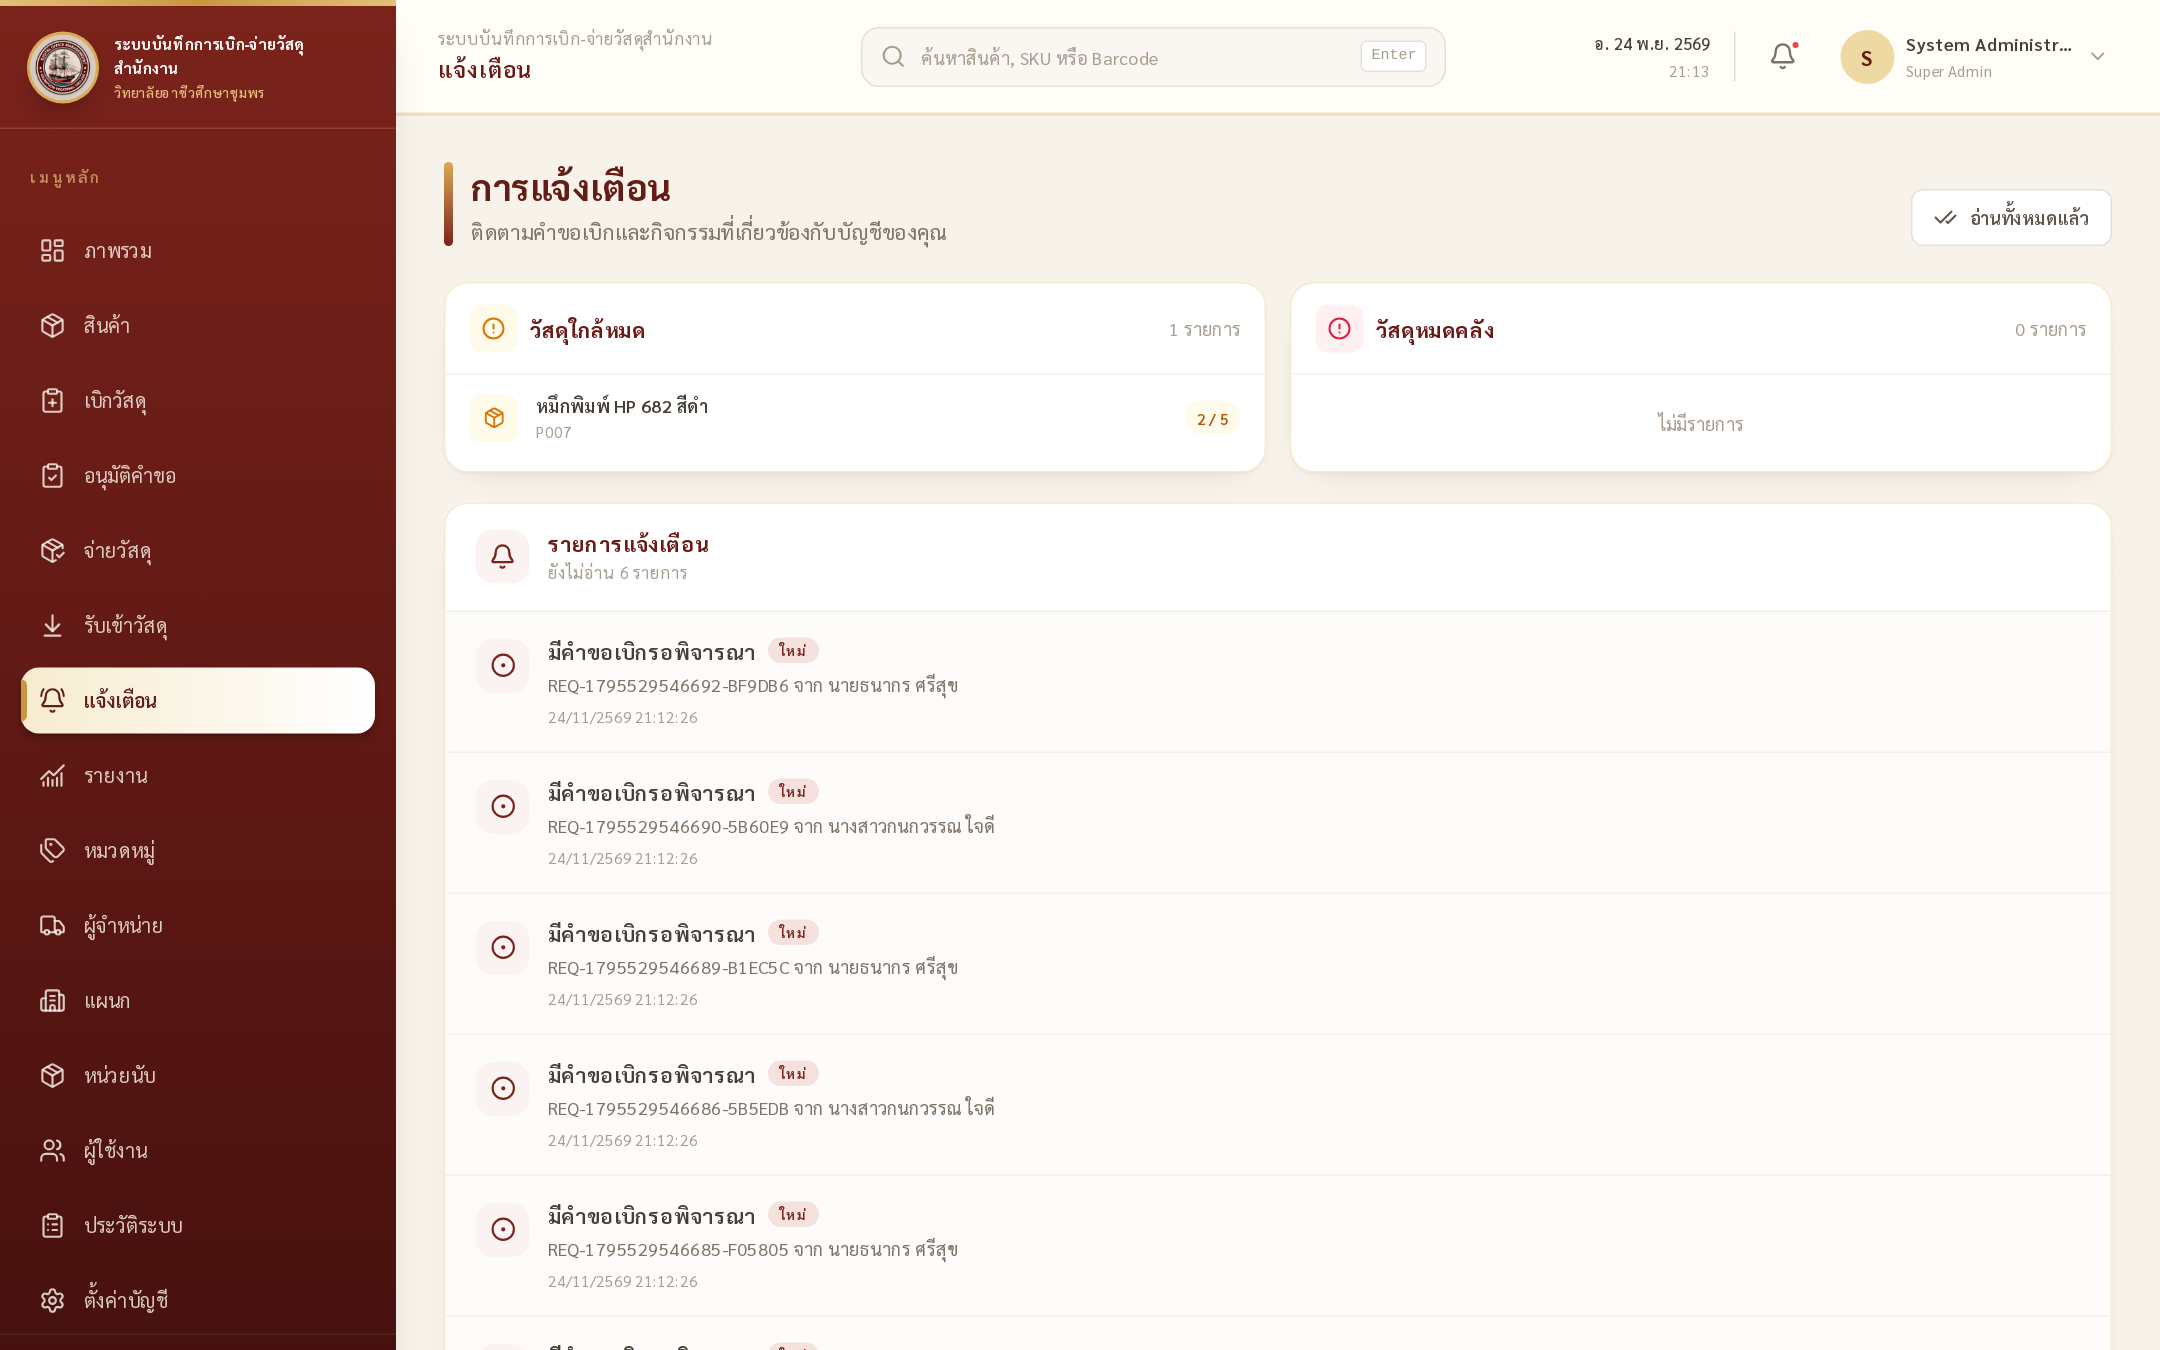 ระบบบันทึกการเบิก-จ่ายวัสดุ
สำนักงาน
วิทยาลัยอาชีวศึกษาชุมพร
เมนูหลัก
ภาพรวม
สินค้า
เบิกวัสดุ
อนุมัติคำขอ
จ่ายวัสดุ
รับเข้าวัสดุ
แจ้งเตือน
รายงาน
หมวดหมู่
ผู้จำหน่าย
แผนก
หน่วยนับ
ผู้ใช้งาน
ประวัติระบบ
ตั้งค่าบัญชี
ระบบบันทึกการเบิก-จ่ายวัสดุสำนักงาน
แจ้งเตือน
ค้นหาสินค้า, SKU หรือ Barcode
Enter
อ. 24 พ.ย. 2569
21:13
S
System Administr...
Super Admin
การแจ้งเตือน
ติดตามคำขอเบิกและกิจกรรมที่เกี่ยวข้องกับบัญชีของคุณ
อ่านทั้งหมดแล้ว
วัสดุใกล้หมด
1 รายการ
หมึกพิมพ์ HP 682 สีดำ
P007
2 / 5
วัสดุหมดคลัง
0 รายการ
ไม่มีรายการ
รายการแจ้งเตือน
ยังไม่อ่าน 6 รายการ
มีคำขอเบิกรอพิจารณา ใหม่
REQ-1795529546692-BF9DB6 จาก นายธนากร ศรีสุข
24/11/2569 21:12:26
มีคำขอเบิกรอพิจารณา ใหม่
REQ-1795529546690-5B60E9 จาก นางสาวกนกวรรณ ใจดี
24/11/2569 21:12:26
มีคำขอเบิกรอพิจารณา ใหม่
REQ-1795529546689-B1EC5C จาก นายธนากร ศรีสุข
24/11/2569 21:12:26
มีคำขอเบิกรอพิจารณา ใหม่
REQ-1795529546686-5B5EDB จาก นางสาวกนกวรรณ ใจดี
24/11/2569 21:12:26
มีคำขอเบิกรอพิจารณา ใหม่
REQ-1795529546685-F05805 จาก นายธนากร ศรีสุข
24/11/2569 21:12:26